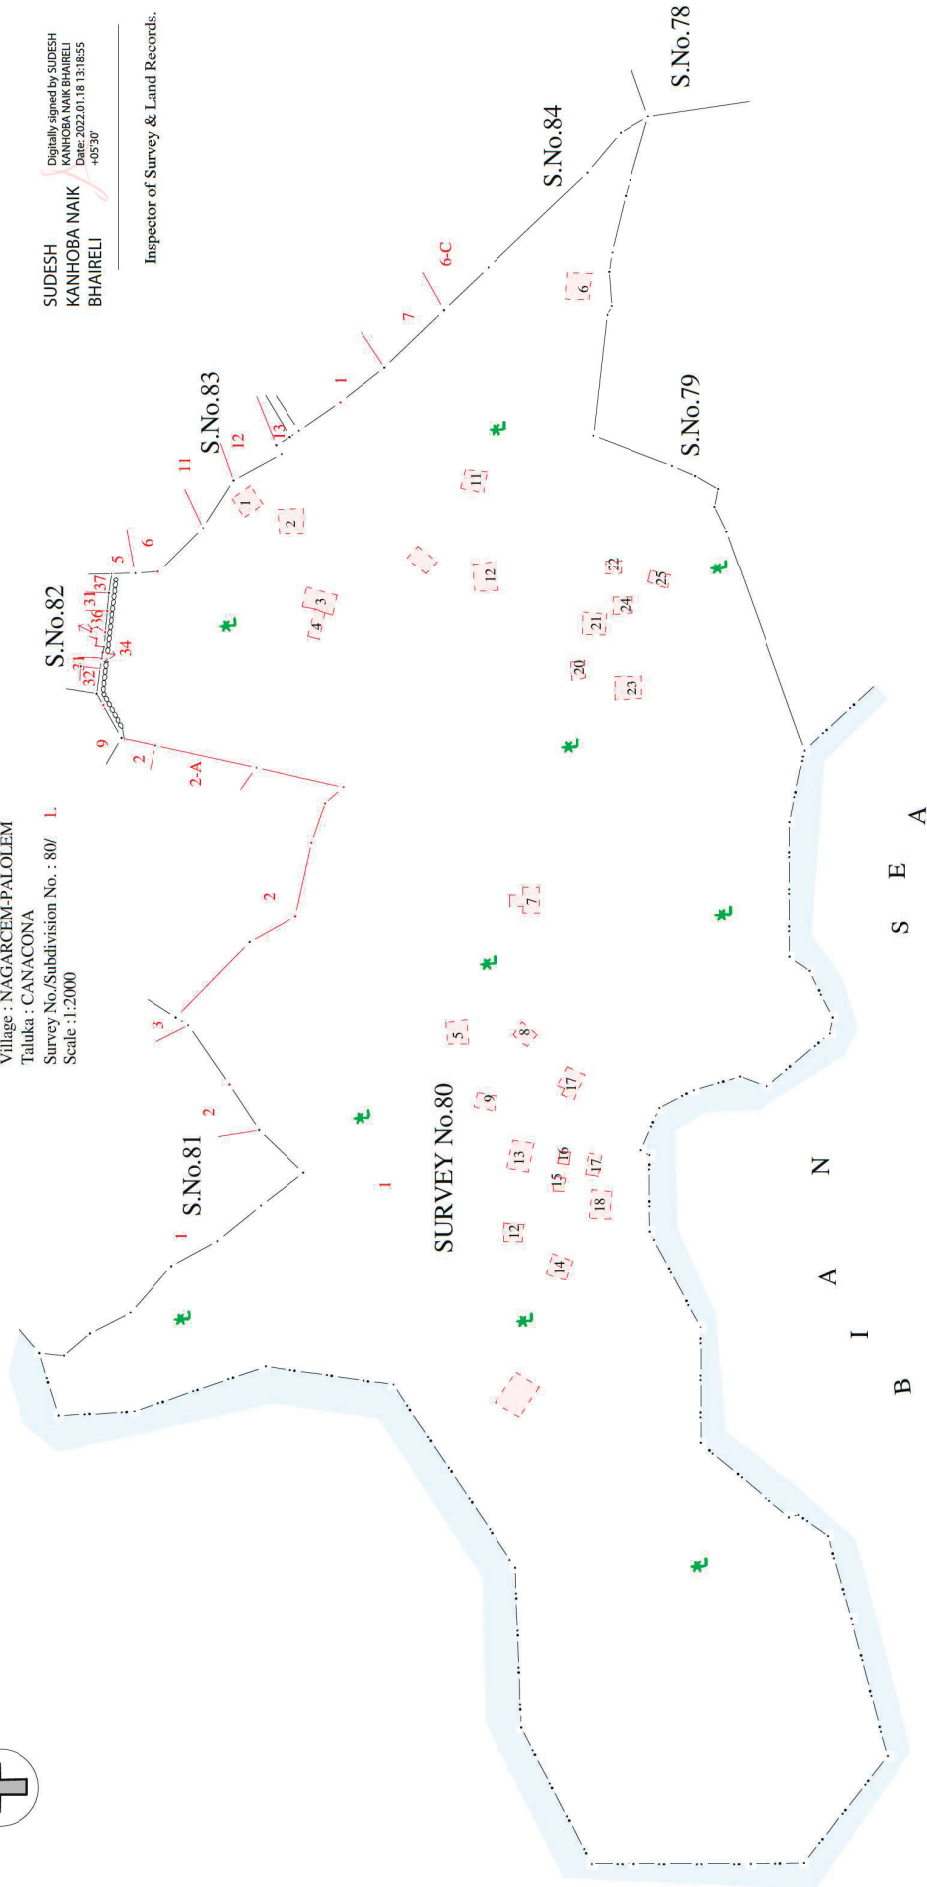 Village : NAGARCEM-PALOLEM
Taluka : CANACONA
Survey No./Subdivision No. : 80/ 1.
Scale :1:2000
SUDESH
KANHOBA NAIK
BHAIRELI
Digitally signed by SUDESH
KANHOBA NAIK BHAIRELI
Date: 2022.01.18 13:18:55
+05'30'
Inspector of Survey & Land Records.
S.No.81
1
2
3
2
2-A
2
9
S.No.82
32
21
34
36
31
37
5
6
11
S.No.83
12
13
1
7
6-C
S.No.84
S.No.78
S.No.79
SURVEY No.80
1
1
2
3
4
5
6
7
8
9
11
12
12
13
14
15
16
17
17
18
20
21
22
23
24
25
B I A N
S E A